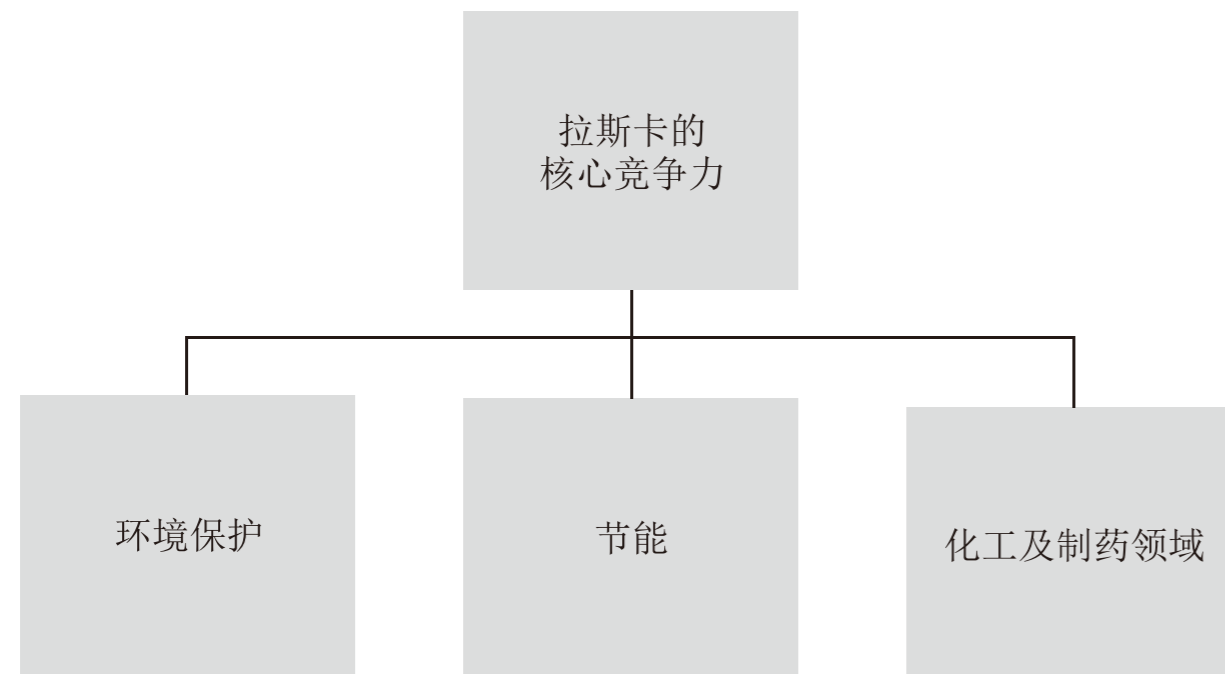 拉斯卡的
核心竞争力
环境保护
节能
化工及制药领域